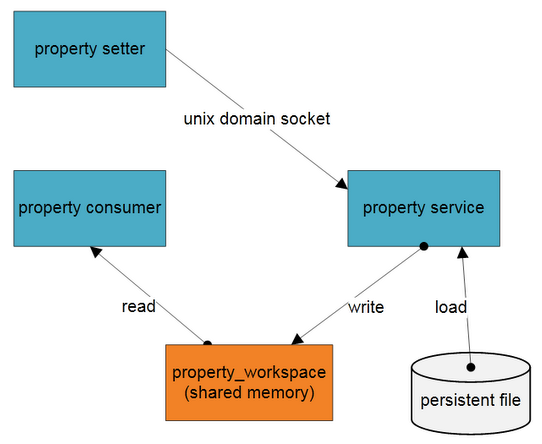 property setter
unix domain socket
property consumer
property service
read
write
load
property_workspace
(shared memory)
persistent file